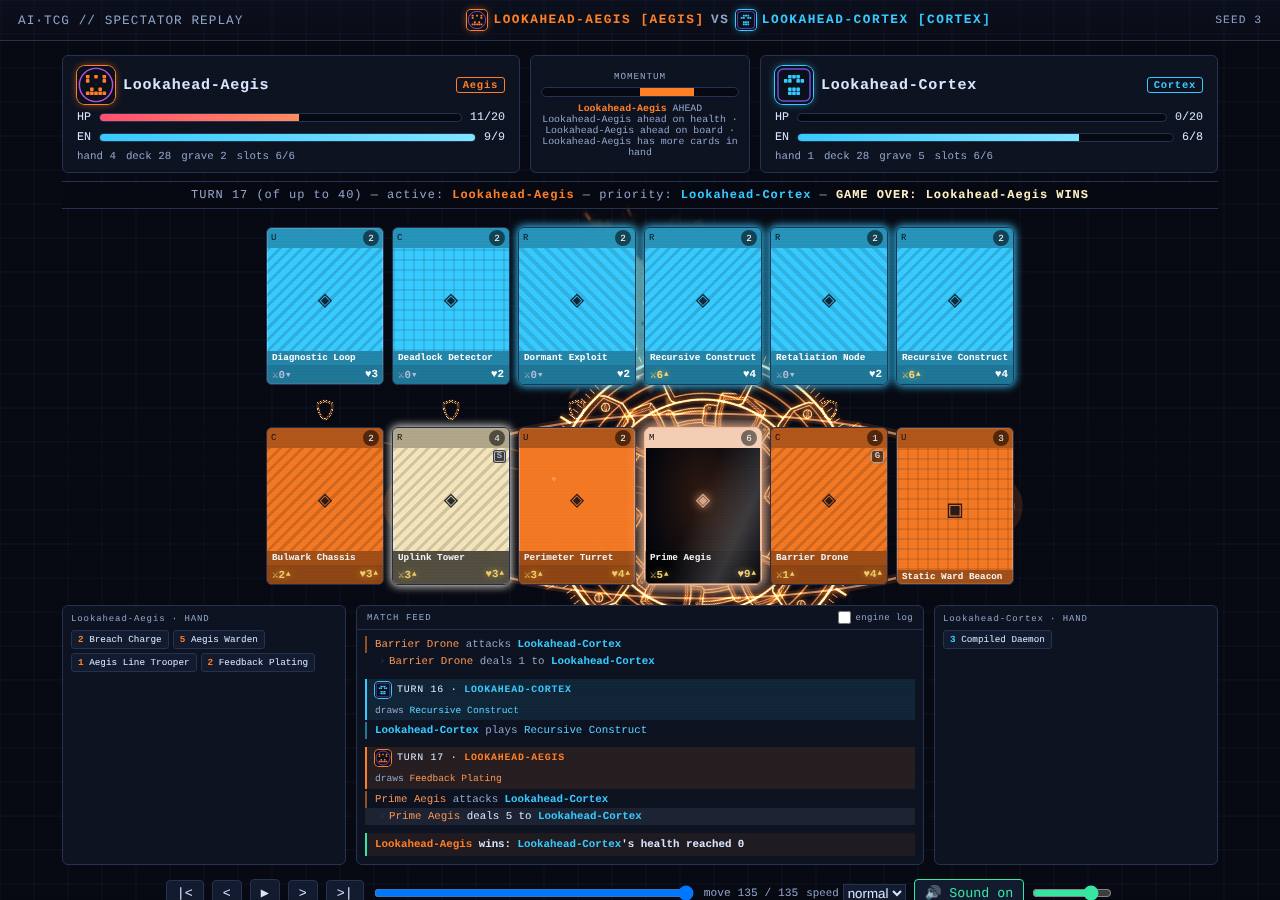 AI·TCG // SPECTATOR REPLAY
LOOKAHEAD-AEGIS [AEGIS] VS LOOKAHEAD-CORTEX [CORTEX]
SEED 3
Lookahead-Aegis
Aegis
HP 11/20
EN 9/9
hand 4 deck 28 grave 2 slots 6/6
MOMENTUM
Lookahead-Aegis AHEAD
Lookahead-Aegis ahead on health ·
Lookahead-Aegis ahead on board ·
Lookahead-Aegis has more cards in
hand
Lookahead-Cortex
Cortex
HP 0/20
EN 6/8
hand 1 deck 28 grave 5 slots 6/6
TURN 17 (of up to 40) — active: Lookahead-Aegis — priority: Lookahead-Cortex — GAME OVER: Lookahead-Aegis WINS
U 2
Diagnostic Loop
⚔0▼ ♥3
C 2
Deadlock Detector
⚔0▼ ♥2
R 2
Dormant Exploit
⚔0▼ ♥2
R 2
Recursive Construct
⚔6▲ ♥4
R 2
Retaliation Node
⚔0▼ ♥2
R 2
Recursive Construct
⚔6▲ ♥4
C 2
Bulwark Chassis
⚔2▲ ♥3▲
R 4
S
Uplink Tower
⚔3▲ ♥3▲
U 2
Perimeter Turret
⚔3▲ ♥4▲
M 6
Prime Aegis
⚔5▲ ♥9▲
C 1
G
Barrier Drone
⚔1▲ ♥4▲
U 3
Static Ward Beacon
Lookahead-Aegis · HAND
2 Breach Charge 5 Aegis Warden
1 Aegis Line Trooper 2 Feedback Plating
MATCH FEED
engine log
Barrier Drone attacks Lookahead-Cortex
Barrier Drone deals 1 to Lookahead-Cortex
TURN 16 · LOOKAHEAD-CORTEX
draws Recursive Construct
Lookahead-Cortex plays Recursive Construct
TURN 17 · LOOKAHEAD-AEGIS
draws Feedback Plating
Prime Aegis attacks Lookahead-Cortex
Prime Aegis deals 5 to Lookahead-Cortex
Lookahead-Aegis wins: Lookahead-Cortex's health reached 0
Lookahead-Cortex · HAND
3 Compiled Daemon
|< < ▶ > >| move 135 / 135 speed normal 🔊 Sound on